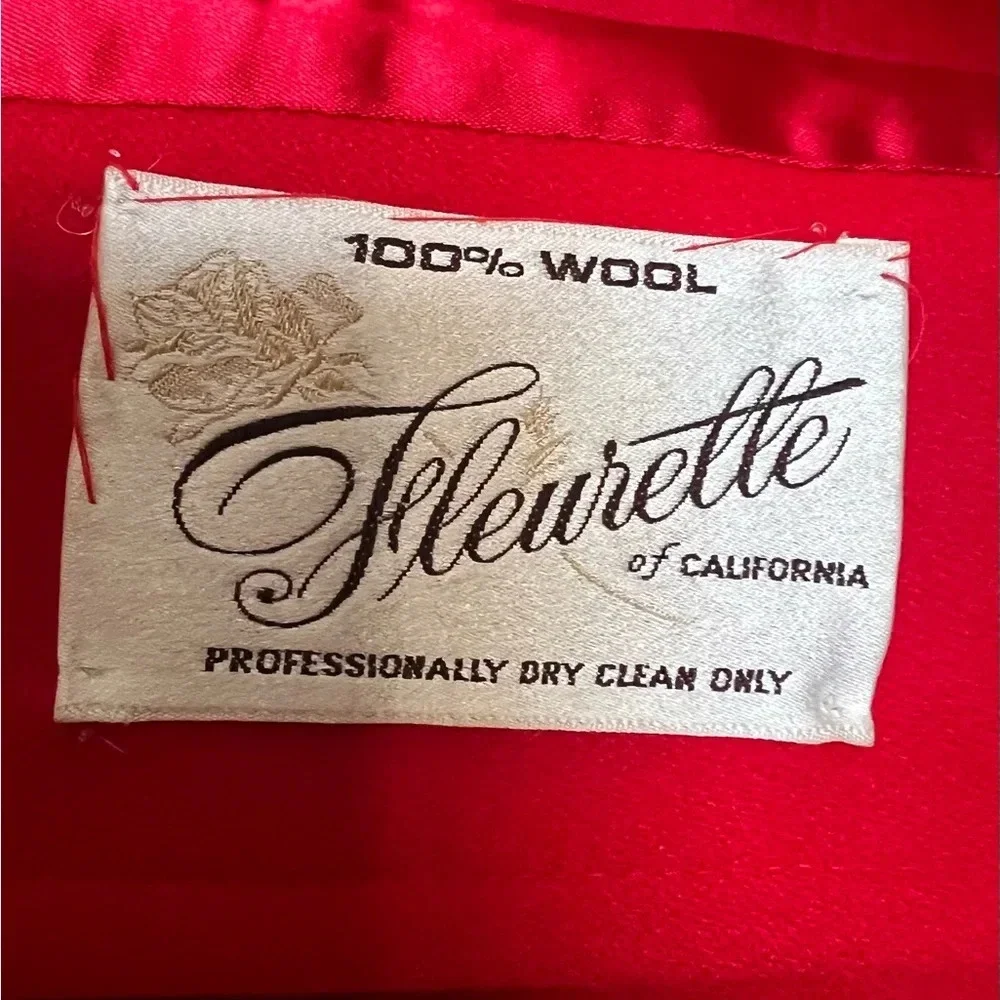 100% WOOL
Fleurette
of CALIFORNIA
PROFESSIONALLY DRY CLEAN ONLY